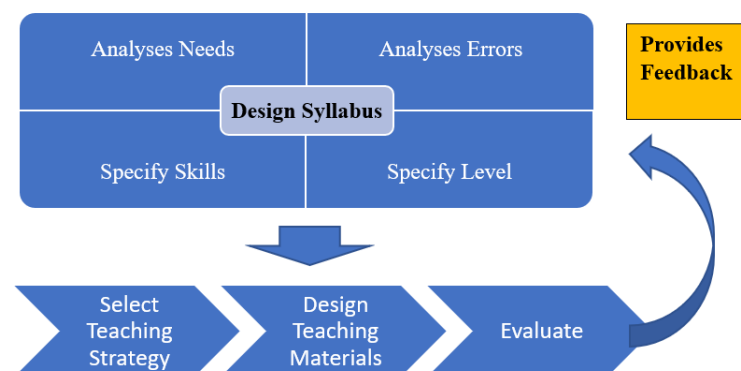 Analyses Needs
Analyses Errors
Provides
Feedback
Design Syllabus
Specify Skills
Specify Level
Select
Teaching
Strategy
Design
Teaching
Materials
Evaluate